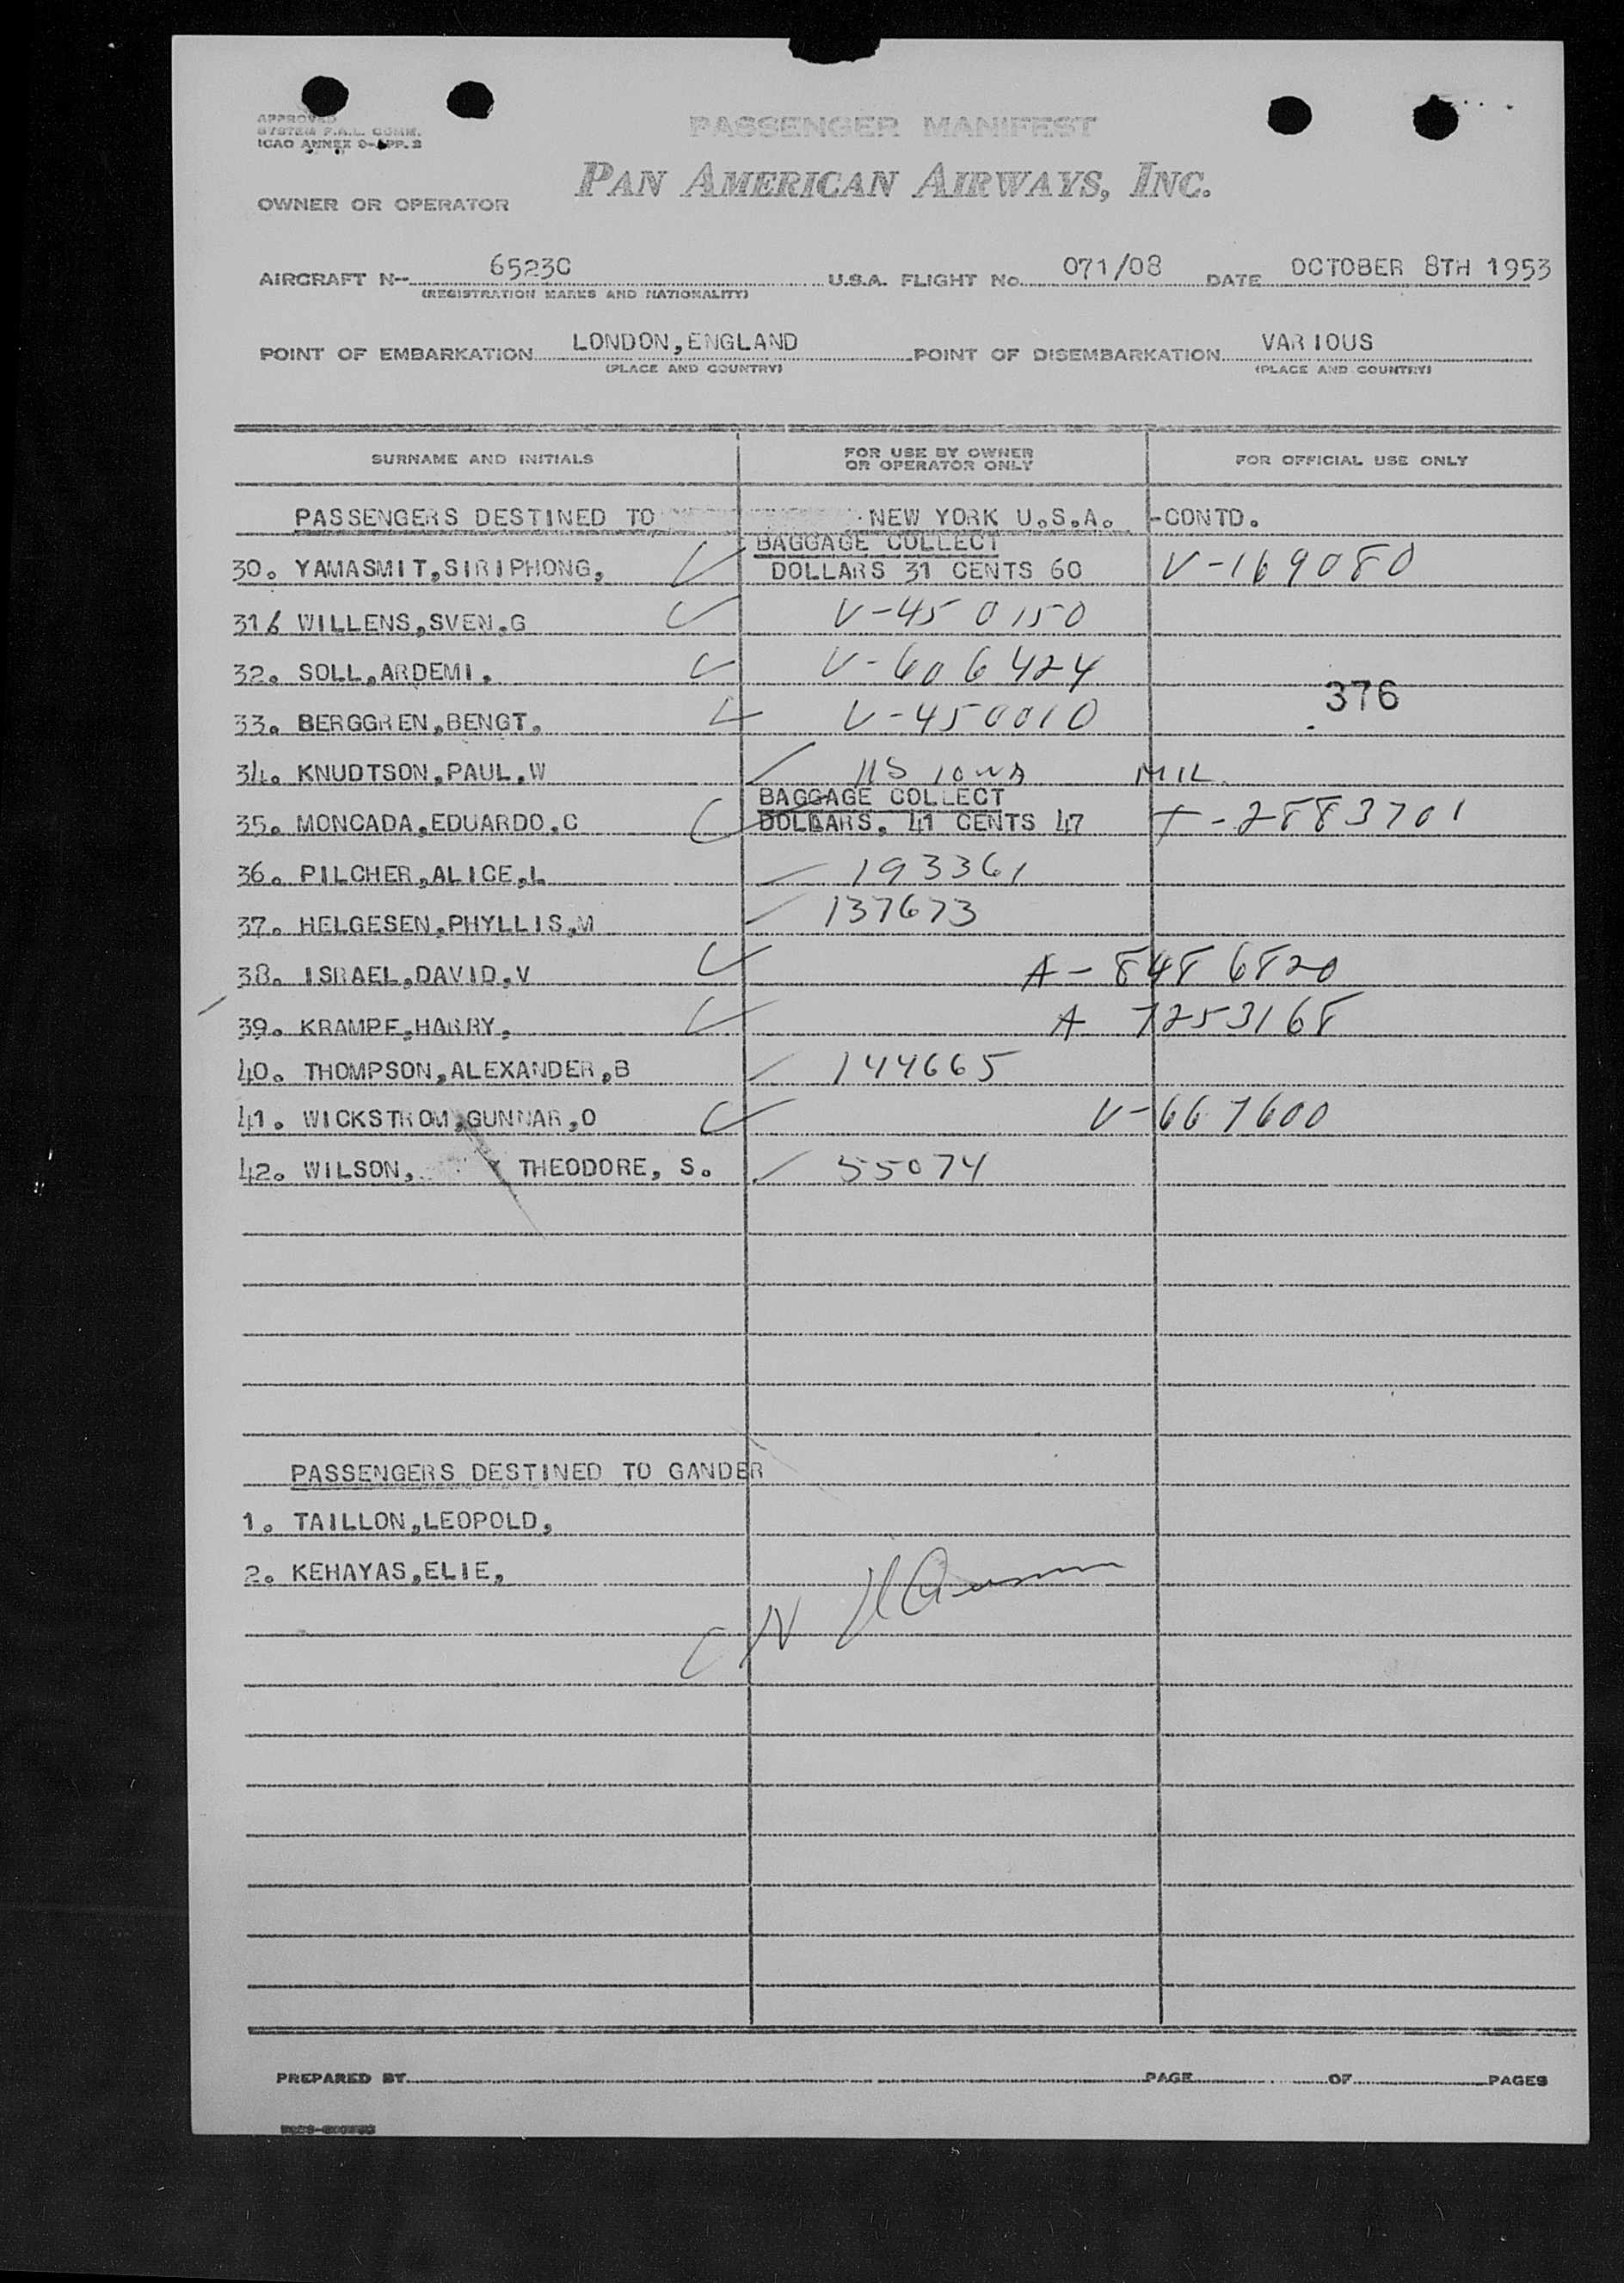 APPROVED
SYSTEM F.A.L. COMM.
ICAO ANNEX 9-APP. 2
PASSENGER MANIFEST
PAN AMERICAN AIRWAYS, INC.
OWNER OR OPERATOR
AIRCRAFT N-- 6523C U.S.A. FLIGHT No. 071/08 DATE OCTOBER 8TH 1953
(REGISTRATION MARKS AND NATIONALITY)
POINT OF EMBARKATION LONDON,ENGLAND POINT OF DISEMBARKATION VARIOUS
(PLACE AND COUNTRY) (PLACE AND COUNTRY)
SURNAME AND INITIALS FOR USE BY OWNER OR OPERATOR ONLY FOR OFFICIAL USE ONLY
PASSENGERS DESTINED TO NEW YORK U.S.A. -CONTD.
BAGGAGE COLLECT
30. YAMASMIT,SIRIPHONG, DOLLARS 31 CENTS 60 V-169080
31. WILLENS,SVEN.G V-450150
32. SOLL,ARDEMI. V-606424
376
33. BERGGREN,BENGT. V-450010
34. KNUDTSON,PAUL.W US IOWA MIL
BAGGAGE COLLECT
35. MONCADA,EDUARDO.C DOLLARS. 41 CENTS 47 T-2883701
36. PILCHER,ALICE,L 193361
37. HELGESEN,PHYLLIS,M 137673
38. ISRAEL,DAVID,V A-8486820
39. KRAMPF,HARRY, A 7253168
40. THOMPSON,ALEXANDER,B 144665
41. WICKSTROM,GUNNAR,O V-667600
42. WILSON, THEODORE, S. 55074
PASSENGERS DESTINED TO GANDER
1. TAILLON,LEOPOLD,
2. KEHAYAS,ELIE,
PREPARED BY PAGE OF PAGES